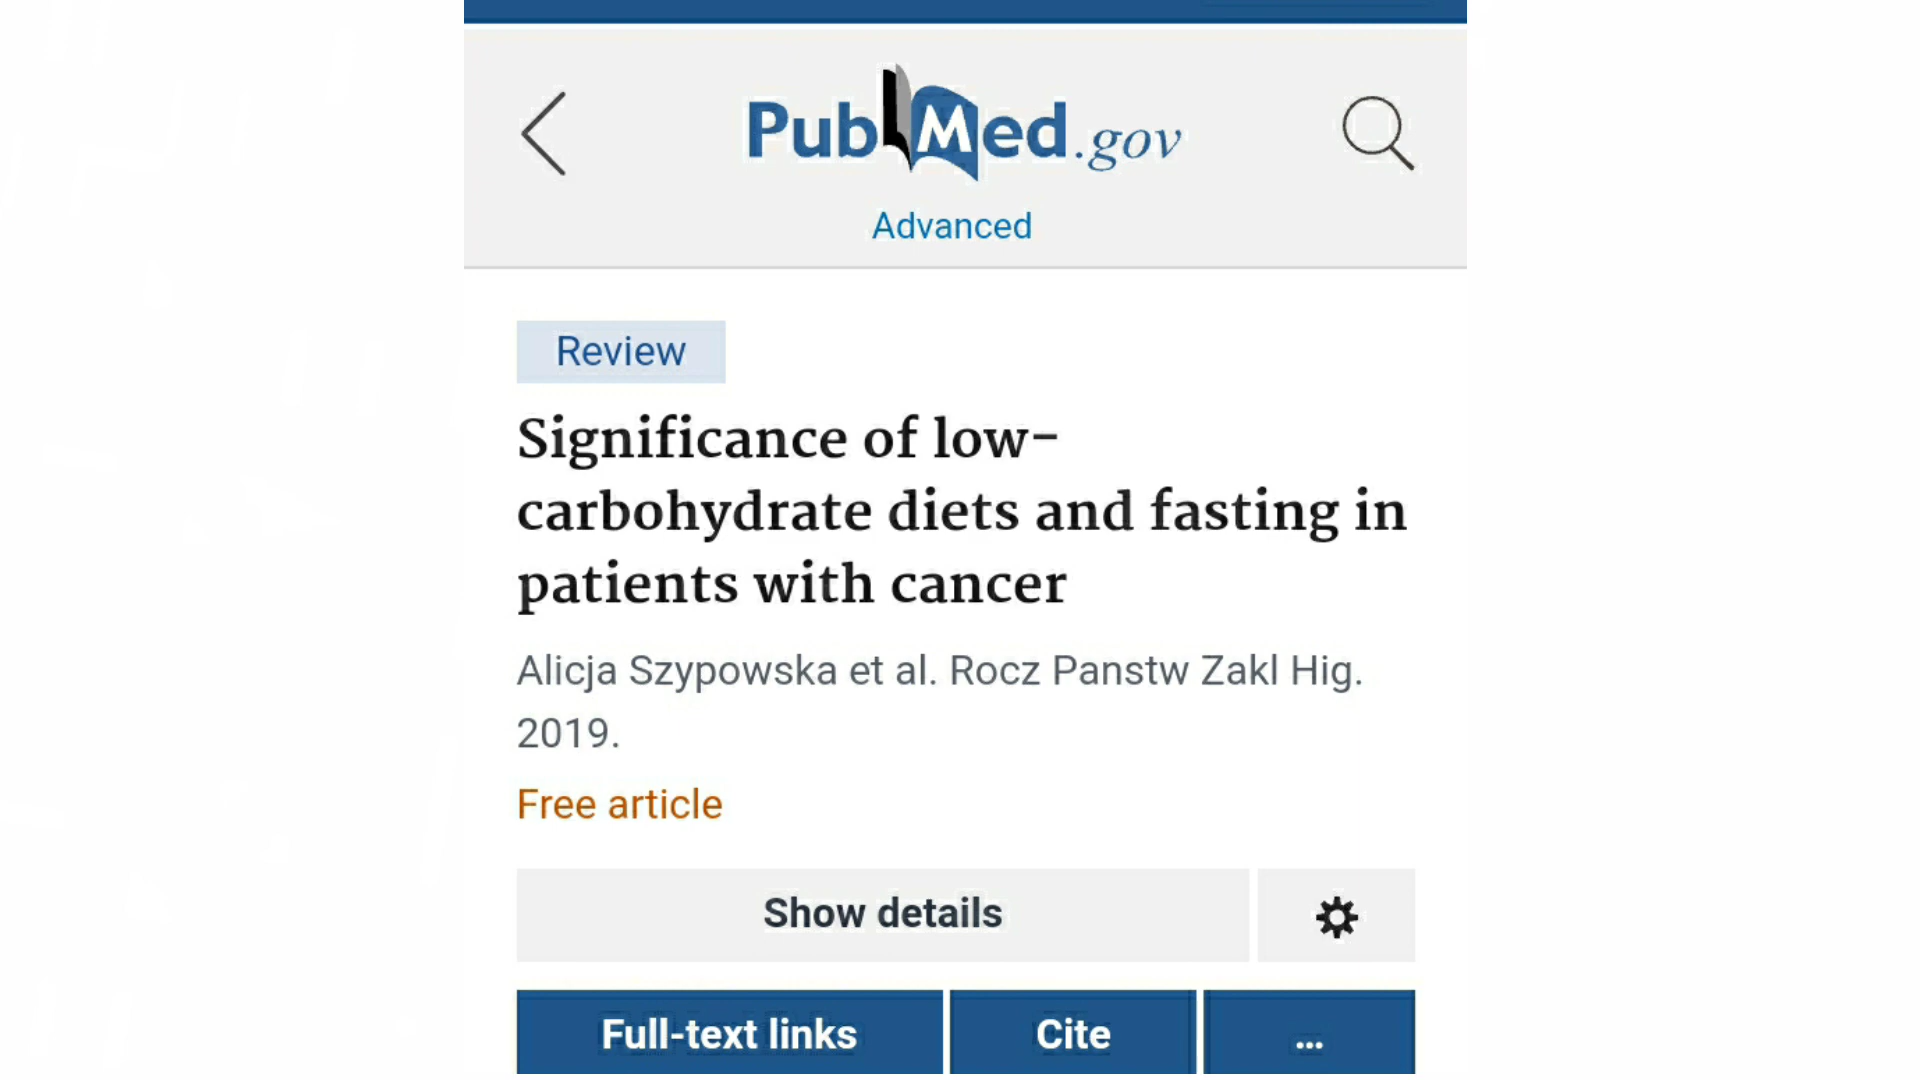 PubMed.gov
Advanced
Review
Significance of low-
carbohydrate diets and fasting in
patients with cancer
Alicja Szypowska et al. Rocz Panstw Zakl Hig.
2019.
Free article
Show details
Full-text links
Cite
...